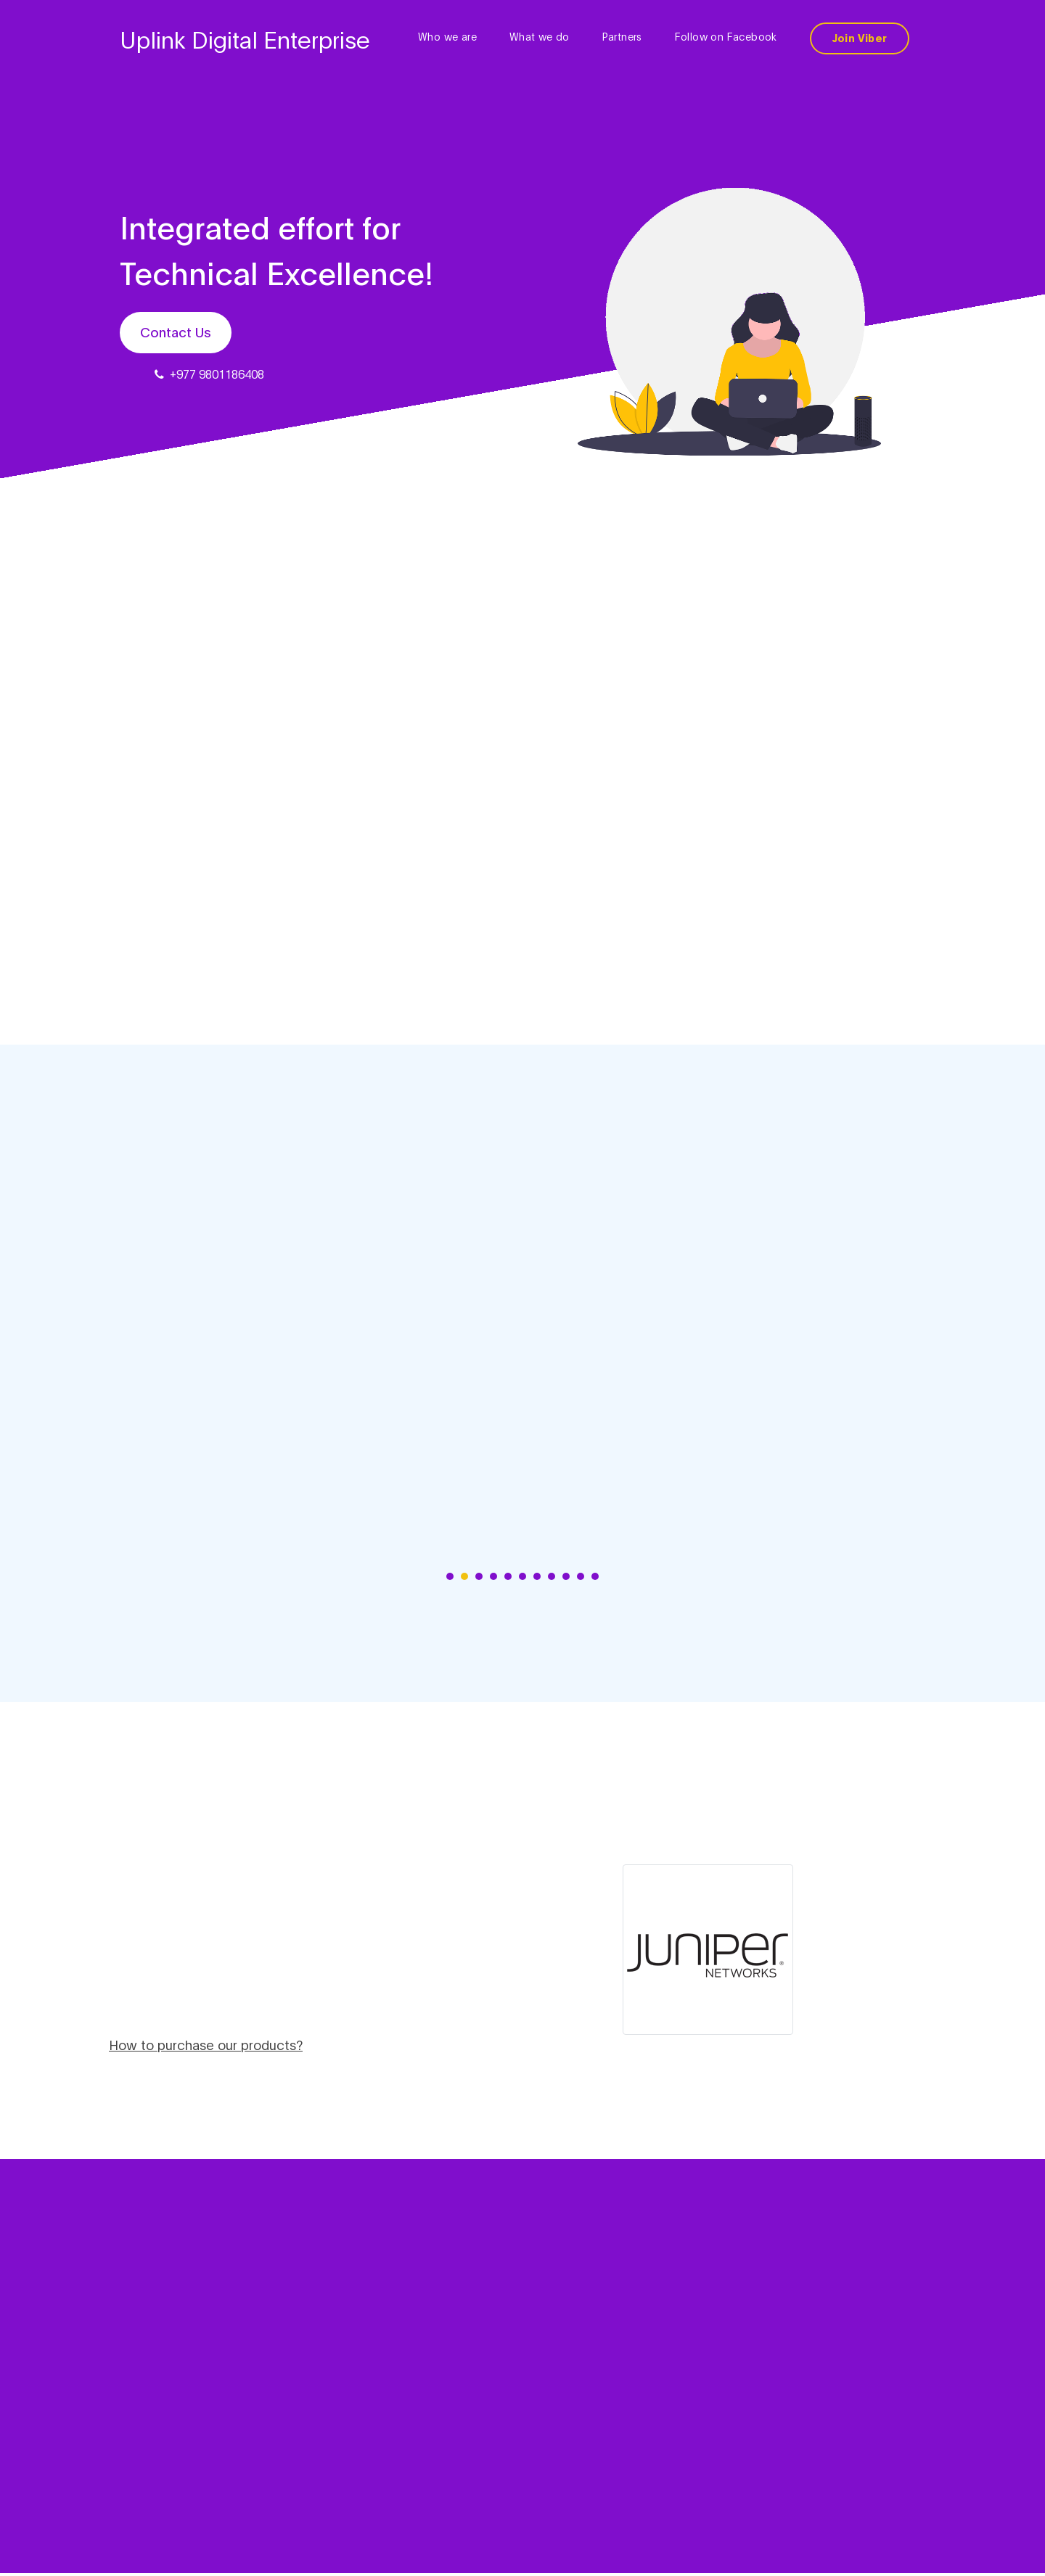 Uplink Digital Enterprise
Who we are
What we do
Partners
Follow on Facebook
Join Viber
Integrated effort for
Technical Excellence!
Contact Us
+977 9801186408
JUNIPER
NETWORKS
®
How to purchase our products?